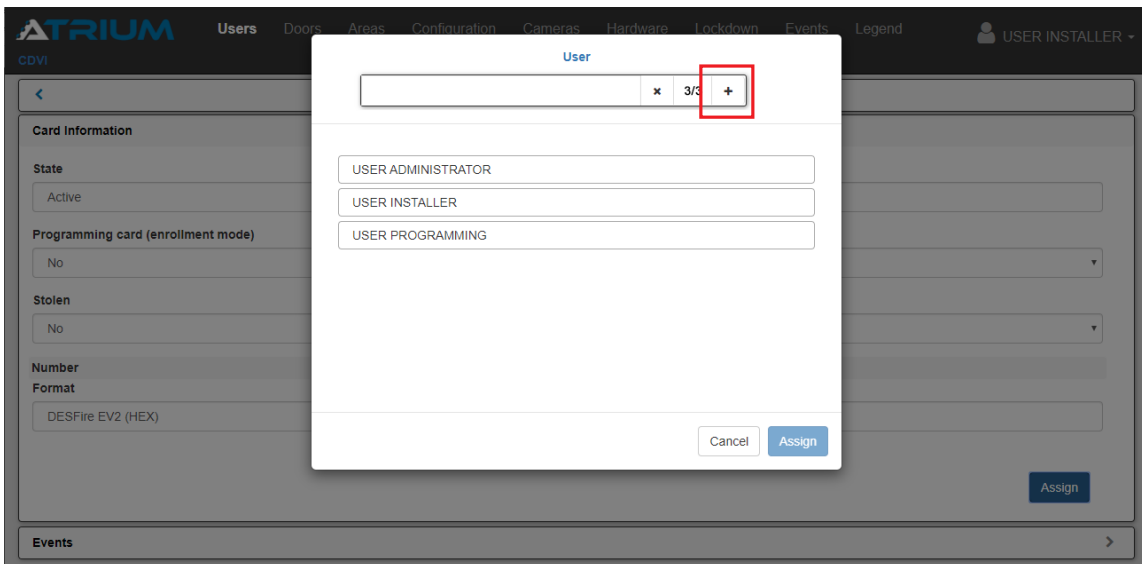 ATRIUM
Users Doors Areas Configuration Cameras Hardware Lockdown Events Legend USER INSTALLER
CDVI
User
3/3 +
Card Information
State
Active
USER ADMINISTRATOR
USER INSTALLER
USER PROGRAMMING
Programming card (enrollment mode)
No
Stolen
No
Number
Format
DESFire EV2 (HEX)
Cancel Assign
Assign
Events